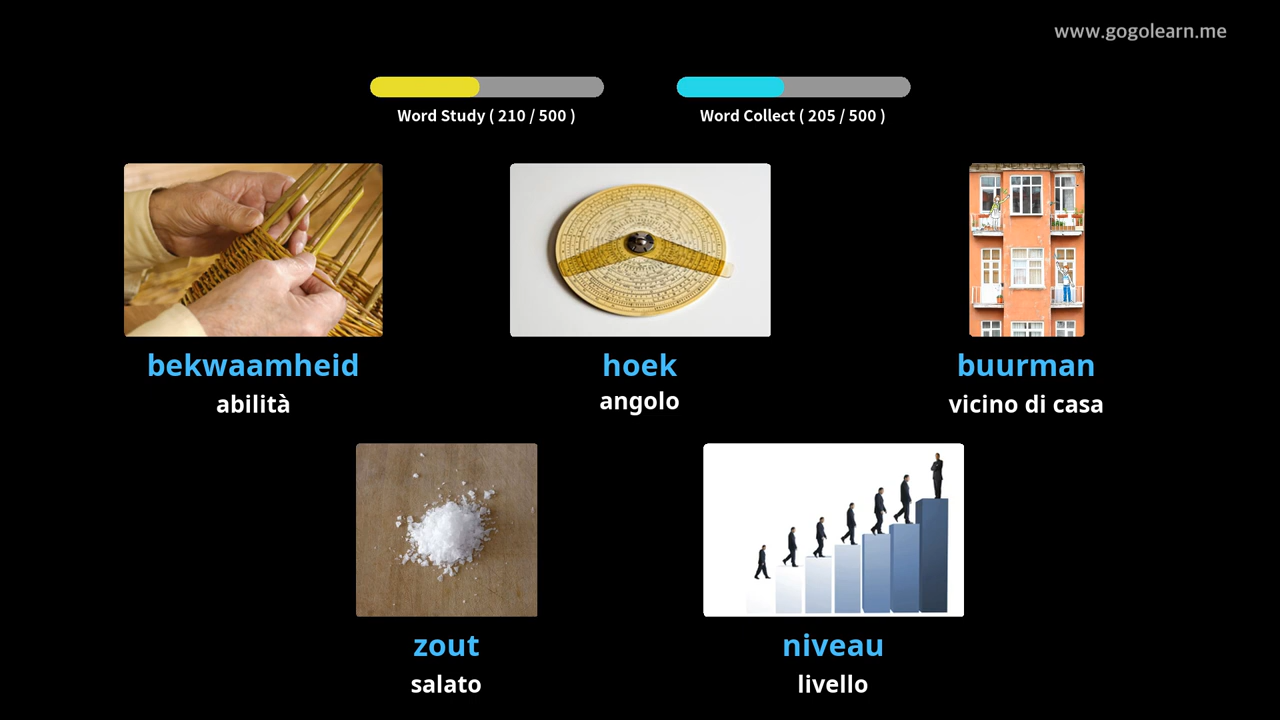 www.gogolearn.me
Word Study ( 210 / 500 )
Word Collect ( 205 / 500 )
bekwaamheid
abilità
hoek
angolo
buurman
vicino di casa
zout
salato
niveau
livello